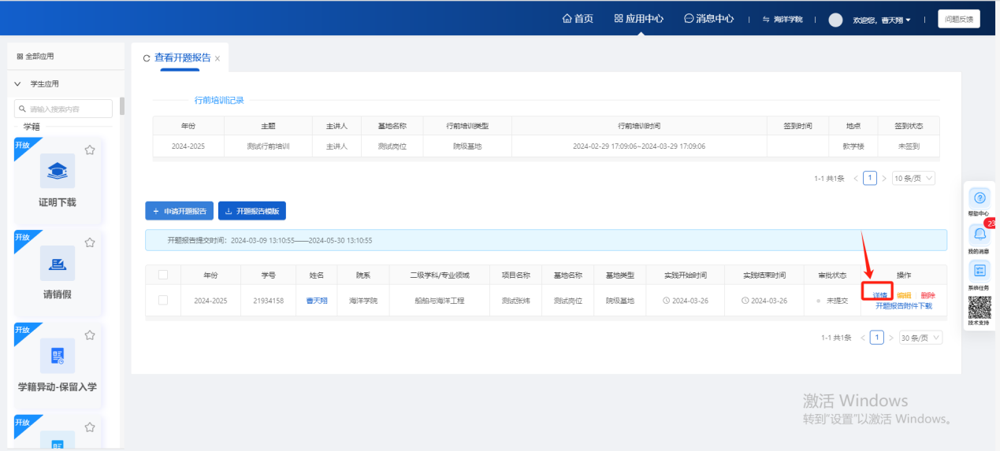 首页 应用中心 消息中心 海洋学院 欢迎您，曹天翔 问题反馈
全部应用
学生应用
请输入搜索内容
学籍
开放
证明下载
开放
请销假
开放
学籍异动-保留入学
开放
查看开题报告
行前培训记录
年份 主题 主讲人 基地名称 行前培训类型 行前培训时间 签到时间 地点 签到状态
2024-2025 测试行前培训 主讲人 测试岗位 院级基地 2024-02-29 17:09:06~2024-03-29 17:09:06 教学楼 未签到
1-1 共1条 < 1 > 10 条/页
+ 申请开题报告 开题报告模版
开题报告提交时间：2024-03-09 13:10:55——2024-05-30 13:10:55
年份 学号 姓名 院系 二级学科/专业领域 项目名称 基地名称 基地类型 实践开始时间 实践结束时间 审批状态 操作
2024-2025 21934158 曹天翔 海洋学院 船舶与海洋工程 测试张炜 测试岗位 院级基地 2024-03-26 2024-03-26 未提交 详情 编辑 删除
开题报告附件下载
1-1 共1条 < 1 > 30 条/页
帮助中心
23
我的消息
系统任务
技术支持
激活 Windows
转到"设置"以激活 Windows。